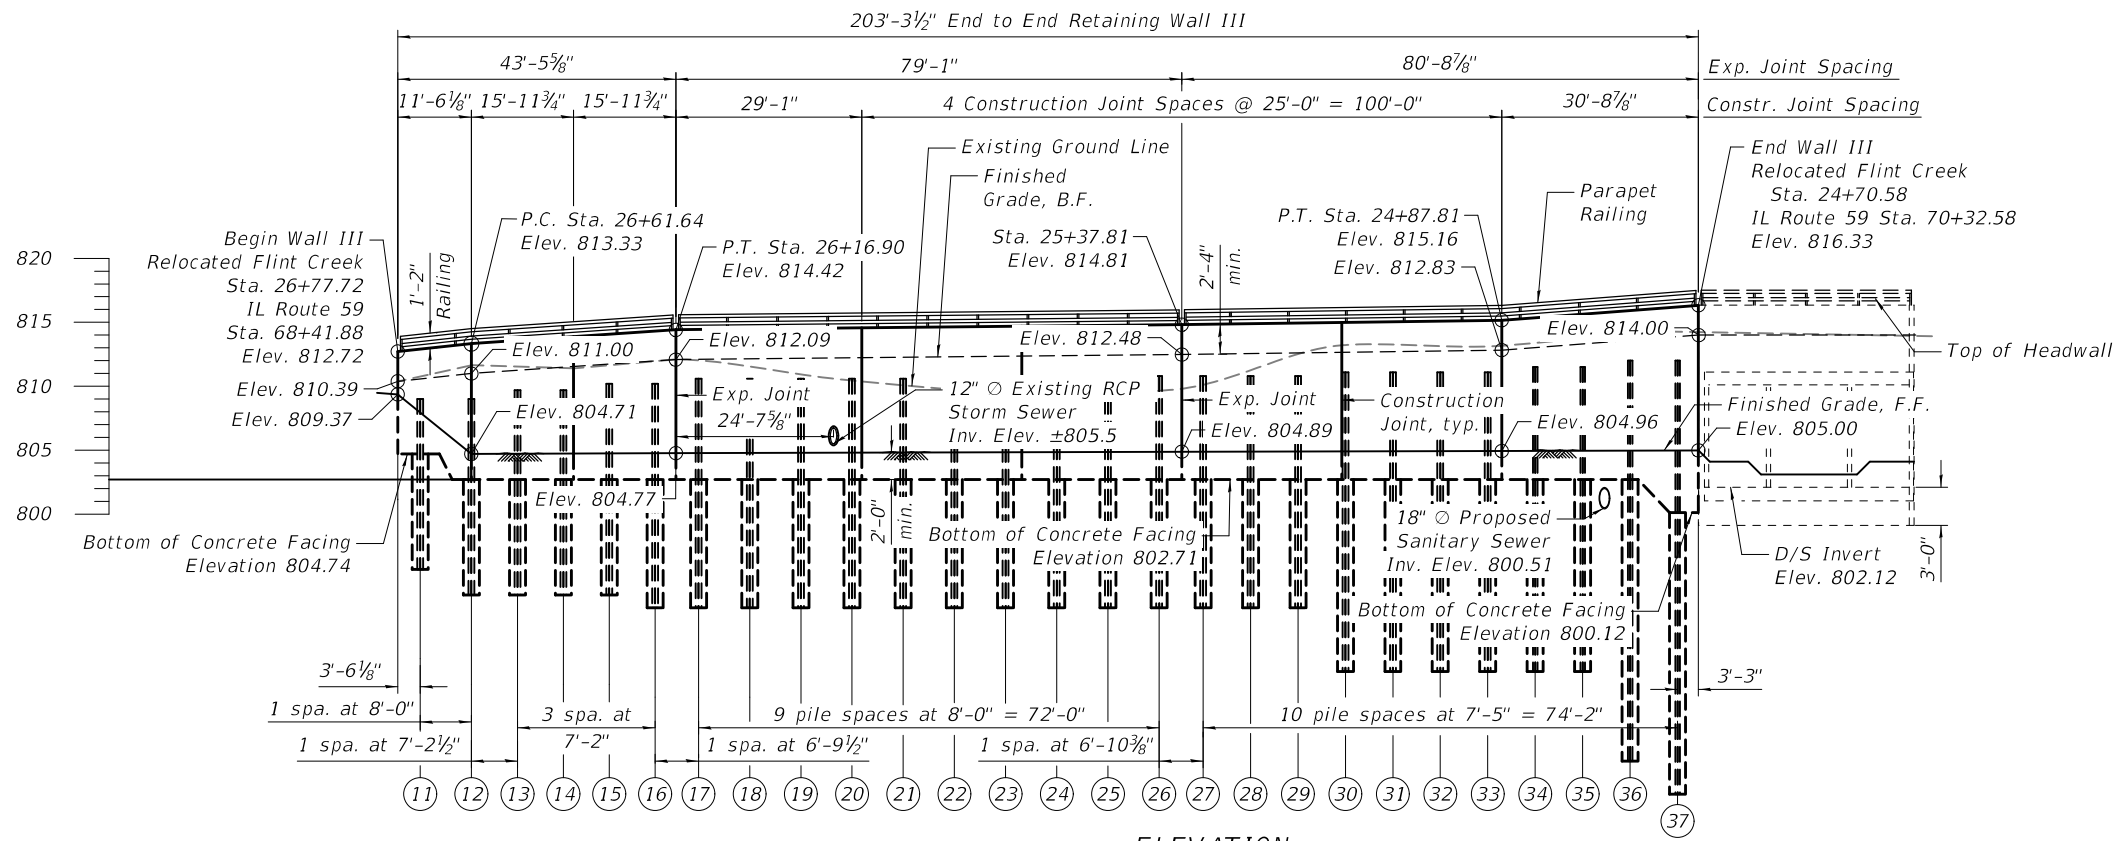 203'-3½" End to End Retaining Wall III
43'-5⅝"
79'-1"
80'-8⅞"
Exp. Joint Spacing
11'-6⅛"
15'-11¾"
15'-11¾"
29'-1"
4 Construction Joint Spaces @ 25'-0" = 100'-0"
30'-8⅞"
Constr. Joint Spacing
Existing Ground Line
Finished
Grade, B.F.
End Wall III
Relocated Flint Creek
Sta. 24+70.58
IL Route 59 Sta. 70+32.58
Elev. 816.33
Parapet
Railing
P.C. Sta. 26+61.64
Elev. 813.33
P.T. Sta. 26+16.90
Elev. 814.42
Sta. 25+37.81
Elev. 814.81
2'-4"
min.
P.T. Sta. 24+87.81
Elev. 815.16
Elev. 812.83
Begin Wall III
Relocated Flint Creek
Sta. 26+77.72
IL Route 59
Sta. 68+41.88
Elev. 812.72
1'-2"
Railing
820
815
810
805
800
Elev. 810.39
Elev. 809.37
Elev. 811.00
Elev. 812.09
Elev. 812.48
Elev. 814.00
Top of Headwall
Elev. 804.71
Exp. Joint
24'-7⅝"
12" ∅ Existing RCP
Storm Sewer
Inv. Elev. ±805.5
Exp. Joint
Elev. 804.89
Construction
Joint, typ.
Elev. 804.96
Finished Grade, F.F.
Elev. 805.00
Elev. 804.77
2'-0"
min.
Bottom of Concrete Facing
Elevation 804.74
Bottom of Concrete Facing
Elevation 802.71
18" ∅ Proposed
Sanitary Sewer
Inv. Elev. 800.51
D/S Invert
Elev. 802.12
3'-0"
Bottom of Concrete Facing
Elevation 800.12
3'-6⅛"
3'-3"
1 spa. at 8'-0"
3 spa. at
7'-2"
9 pile spaces at 8'-0" = 72'-0"
10 pile spaces at 7'-5" = 74'-2"
1 spa. at 7'-2½"
1 spa. at 6'-9½"
1 spa. at 6'-10⅜"
11 12 13 14 15 16 17 18 19 20 21 22 23 24 25 26 27 28 29 30 31 32 33 34 35 36 37
ELEVATION